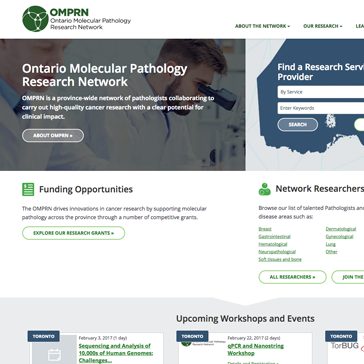 OMPRN
Ontario Molecular Pathology
Research Network
ABOUT THE NETWORK »
OUR RESEARCH »
LEA
Ontario Molecular Pathology
Research Network
OMPRN is a province-wide network of pathologists collaborating to
carry out high-quality cancer research with a clear potential for
clinical impact.
ABOUT OMPRN »
Find a Research Serv
Provider
By Service
Enter Keywords
SEARCH
Funding Opportunities
The OMPRN drives innovations in cancer research by supporting molecular
pathology across the province through a number of competitive grants.
EXPLORE OUR RESEARCH GRANTS »
Network Researchers
Browse our list of talented Pathologists and
disease areas such as:
Breast
Gastrointestinal
Hematological
Neuropathological
Soft tissues and bone
Dermatological
Gynecological
Lung
Other
ALL RESEARCHERS »
JOIN THE
Upcoming Workshops and Events
TORONTO
February 3, 2017 (1 day)
Sequencing and Analysis of
10,000s of Human Genomes:
Challenges...
TORONTO
OMPRN
February 22, 2017 (2 days)
qPCR and Nanostring
Workshop
TORONTO
TorBUG